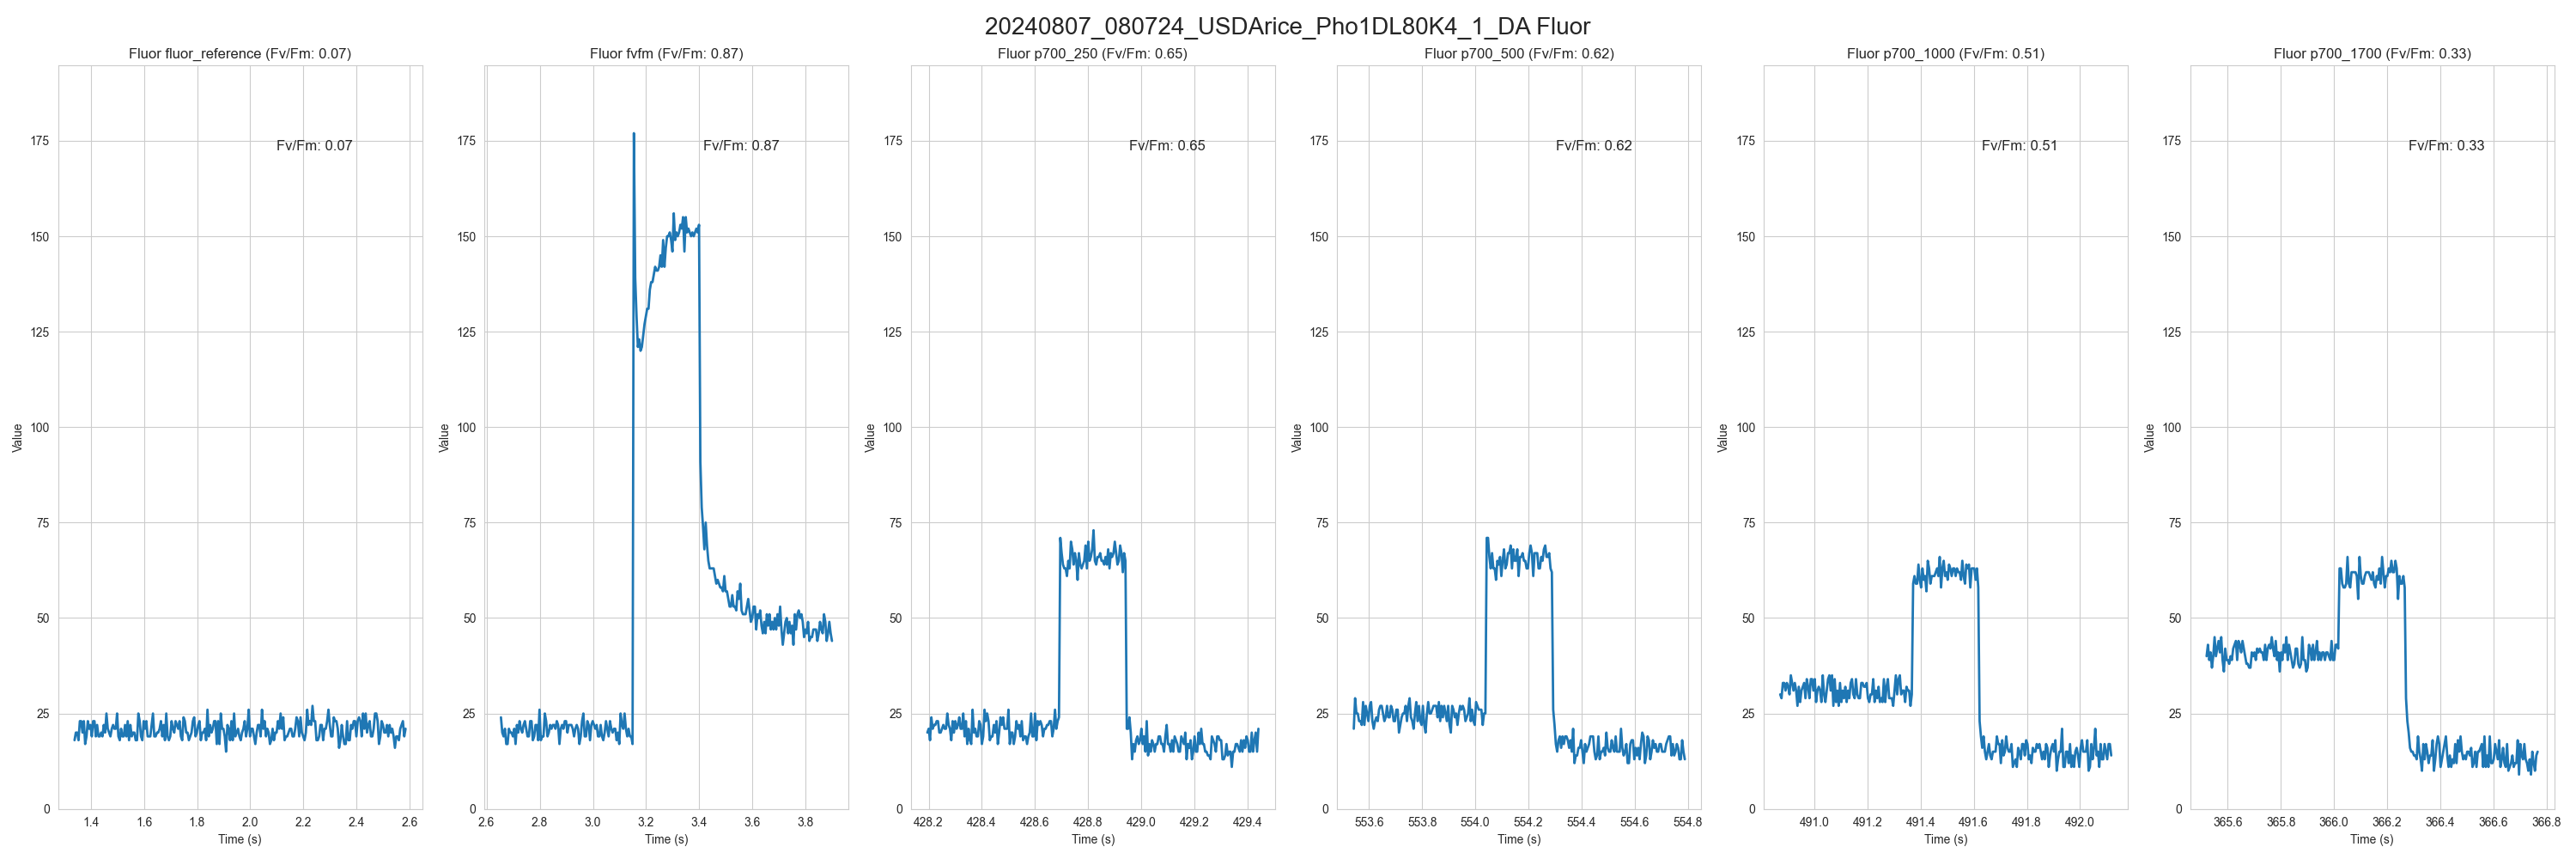 20240807_080724_USDArice_Pho1DL80K4_1_DA Fluor
Fluor fluor_reference (Fv/Fm: 0.07)
Fv/Fm: 0.07
175
150
125
100
75
50
25
0
Value
1.4 1.6 1.8 2.0 2.2 2.4 2.6
Time (s)
Fluor fvfm (Fv/Fm: 0.87)
Fv/Fm: 0.87
175
150
125
100
75
50
25
0
Value
2.6 2.8 3.0 3.2 3.4 3.6 3.8
Time (s)
Fluor p700_250 (Fv/Fm: 0.65)
Fv/Fm: 0.65
175
150
125
100
75
50
25
0
Value
428.2 428.4 428.6 428.8 429.0 429.2 429.4
Time (s)
Fluor p700_500 (Fv/Fm: 0.62)
Fv/Fm: 0.62
175
150
125
100
75
50
25
0
Value
553.6 553.8 554.0 554.2 554.4 554.6 554.8
Time (s)
Fluor p700_1000 (Fv/Fm: 0.51)
Fv/Fm: 0.51
175
150
125
100
75
50
25
0
Value
491.0 491.2 491.4 491.6 491.8 492.0
Time (s)
Fluor p700_1700 (Fv/Fm: 0.33)
Fv/Fm: 0.33
175
150
125
100
75
50
25
0
Value
365.6 365.8 366.0 366.2 366.4 366.6 366.8
Time (s)